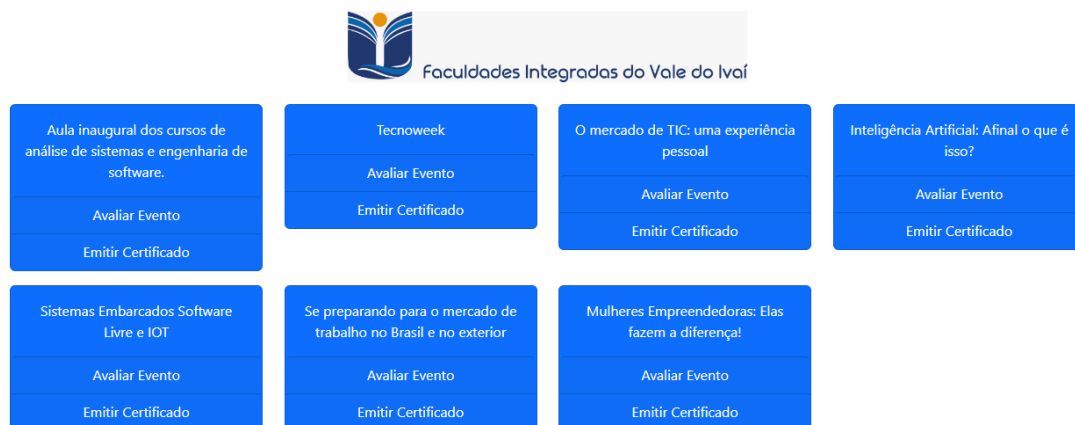 Faculdades Integradas do Vale do Ivaí
Aula inaugural dos cursos de
análise de sistemas e engenharia de
software.
Avaliar Evento
Emitir Certificado
Tecnoweek
Avaliar Evento
Emitir Certificado
O mercado de TIC: uma experiência
pessoal
Avaliar Evento
Emitir Certificado
Inteligência Artificial: Afinal o que é
isso?
Avaliar Evento
Emitir Certificado
Sistemas Embarcados Software
Livre e IOT
Avaliar Evento
Emitir Certificado
Se preparando para o mercado de
trabalho no Brasil e no exterior
Avaliar Evento
Emitir Certificado
Mulheres Empreendedoras: Elas
fazem a diferença!
Avaliar Evento
Emitir Certificado